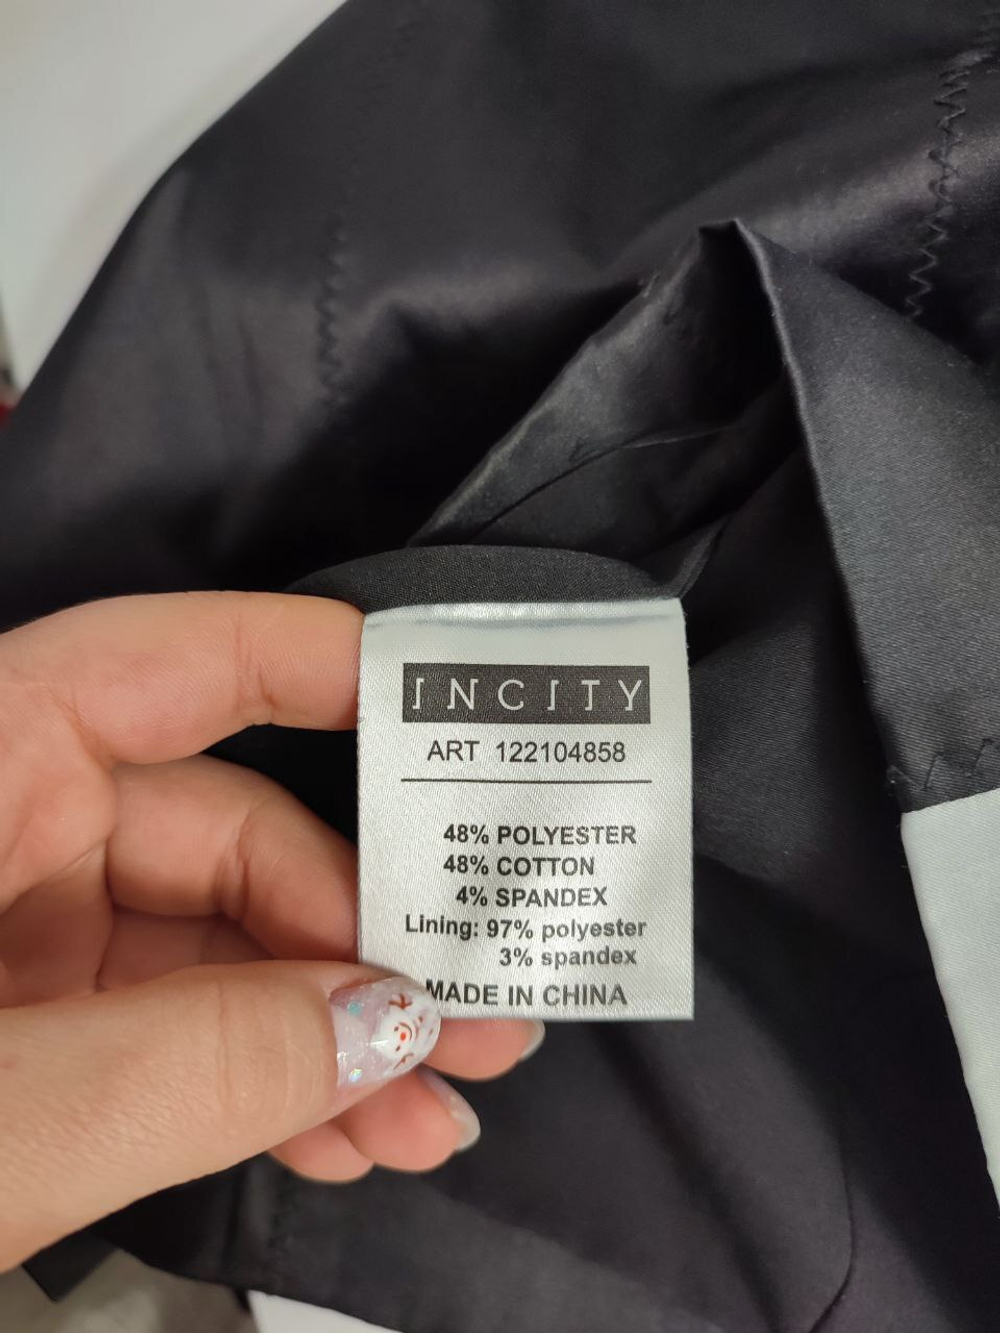 INCITY
ART 122104858
48% POLYESTER
48% COTTON
4% SPANDEX
Lining: 97% polyester
3% spandex
MADE IN CHINA